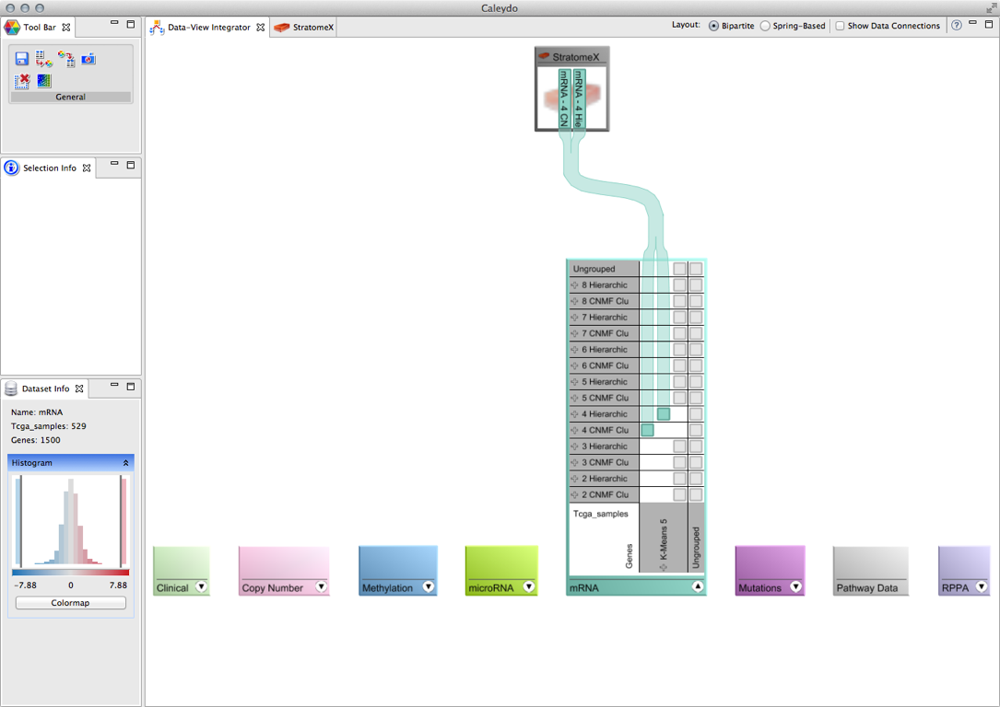 Caleydo
Tool Bar
General
Selection Info
Dataset Info
Name: mRNA
Tcga_samples: 529
Genes: 1500
Histogram
-7.88 0 7.88
Colormap
Data-View Integrator
StratomeX
Layout: Bipartite Spring-Based Show Data Connections ?
StratomeX
mRNA - 4 CN
mRNA - 4 Hie
Ungrouped
8 Hierarchic
8 CNMF Clu
7 Hierarchic
7 CNMF Clu
6 Hierarchic
6 CNMF Clu
5 Hierarchic
5 CNMF Clu
4 Hierarchic
4 CNMF Clu
3 Hierarchic
3 CNMF Clu
2 Hierarchic
2 CNMF Clu
Tcga_samples
Genes
K-Means 5
Ungrouped
Clinical
Copy Number
Methylation
microRNA
mRNA
Mutations
Pathway Data
RPPA